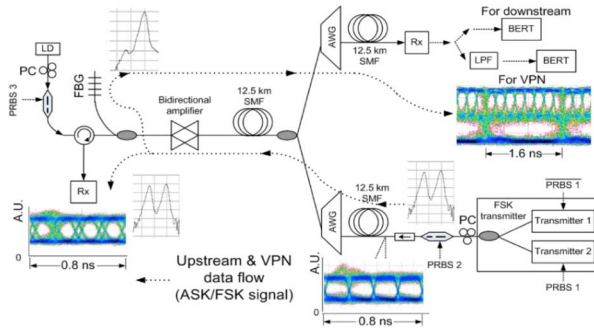 For downstream
LD
PC
PRBS 3
FBG
Bidirectional
amplifier
12.5 km
SMF
AWG
12.5 km
SMF
Rx
BERT
LPF
BERT
For VPN
1.6 ns
Rx
A.U.
0
0.8 ns
Upstream & VPN
data flow
(ASK/FSK signal)
AWG
12.5 km
SMF
A.U.
0
0.8 ns
PRBS 2
PC
FSK
transmitter
PRBS 1
Transmitter 1
Transmitter 2
PRBS 1